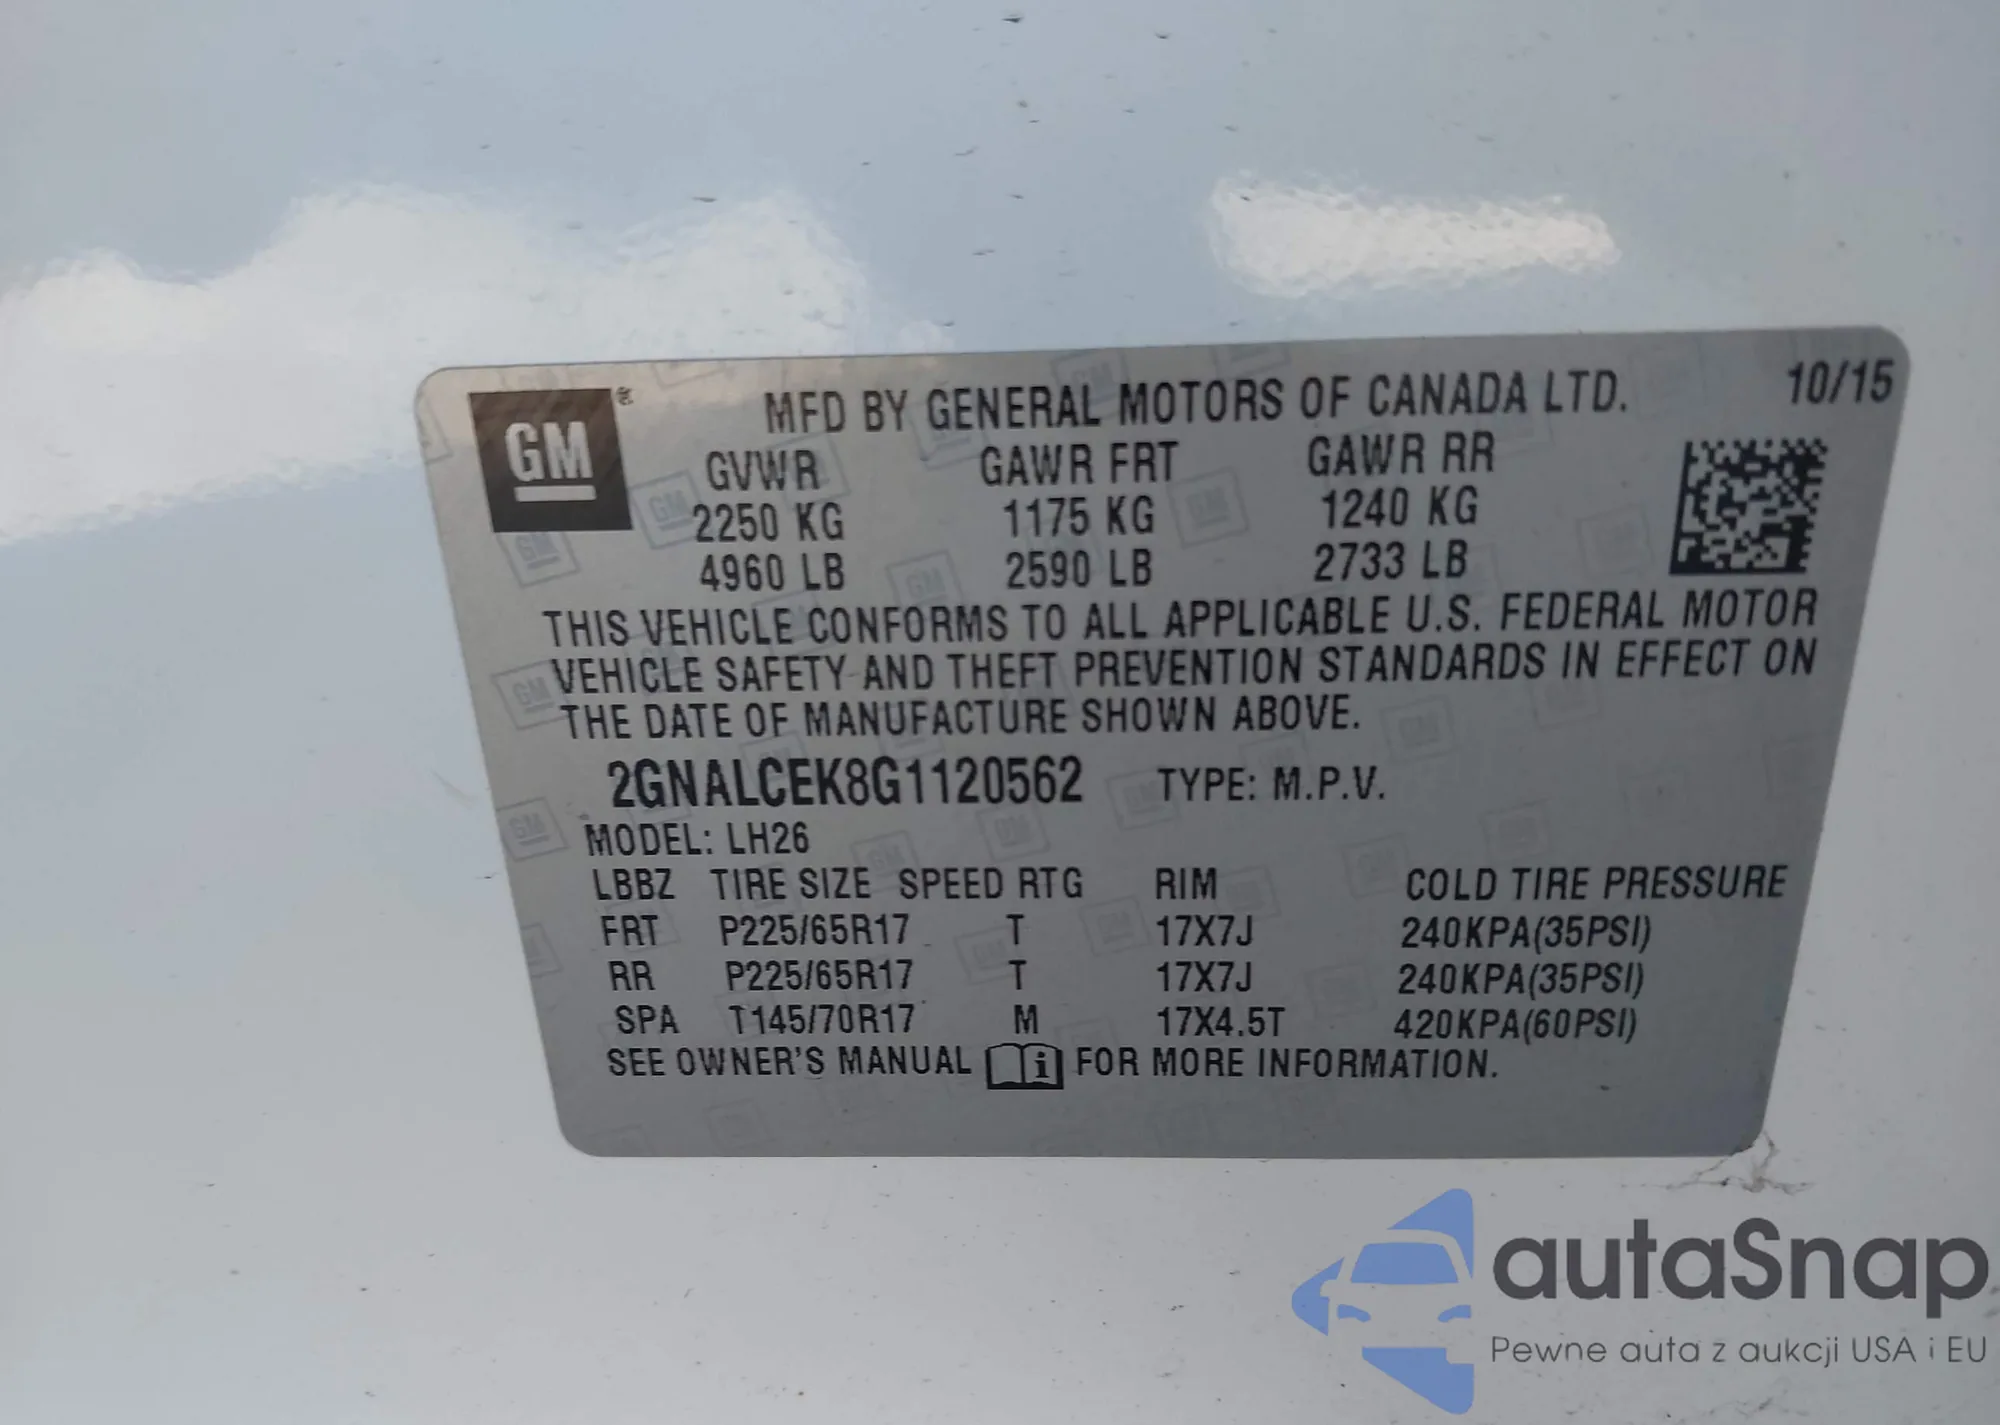 GM®
MFD BY GENERAL MOTORS OF CANADA LTD. 10/15
GVWR GAWR FRT GAWR RR
2250 KG 1175 KG 1240 KG
4960 LB 2590 LB 2733 LB
THIS VEHICLE CONFORMS TO ALL APPLICABLE U.S. FEDERAL MOTOR
VEHICLE SAFETY AND THEFT PREVENTION STANDARDS IN EFFECT ON
THE DATE OF MANUFACTURE SHOWN ABOVE.
2GNALCEK8G1120562 TYPE: M.P.V.
MODEL: LH26
LBBZ TIRE SIZE SPEED RTG RIM COLD TIRE PRESSURE
FRT P225/65R17 T 17X7J 240KPA(35PSI)
RR P225/65R17 T 17X7J 240KPA(35PSI)
SPA T145/70R17 M 17X4.5T 420KPA(60PSI)
SEE OWNER'S MANUAL i FOR MORE INFORMATION.
autaSnap
Pewne auta z aukcji USA i EU